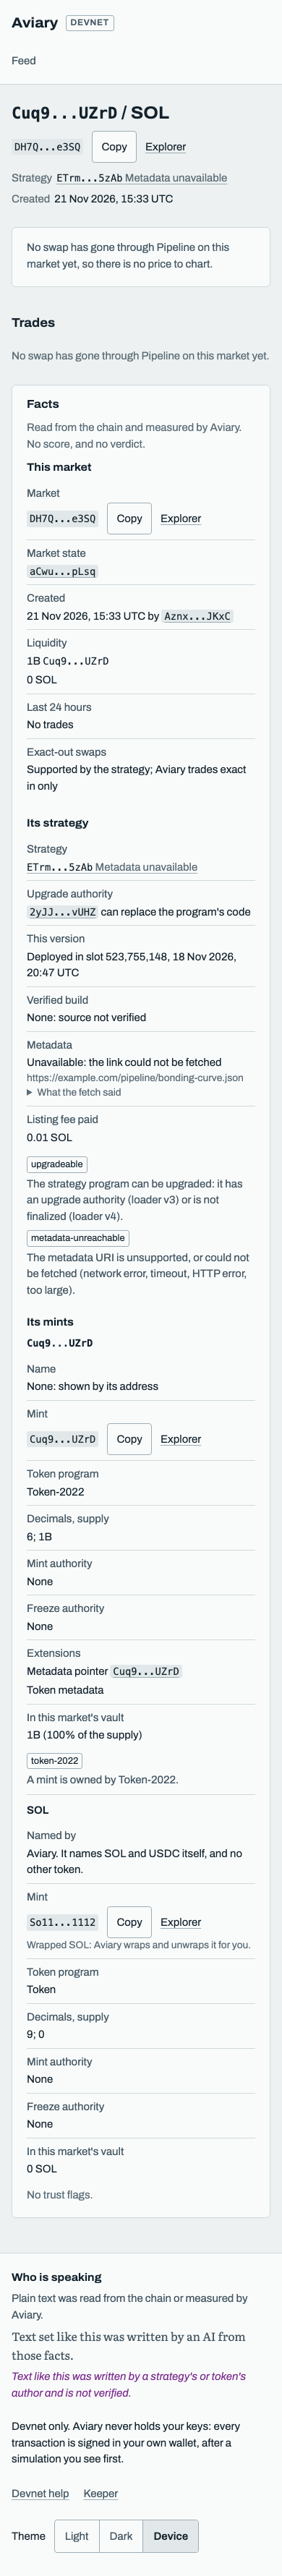 Aviary DEVNET
Feed
Cuq9...UZrD / SOL
DH7Q...e3SQ Copy Explorer
Strategy ETrm...5zAb Metadata unavailable
Created 21 Nov 2026, 15:33 UTC
No swap has gone through Pipeline on this
market yet, so there is no price to chart.
Trades
No swap has gone through Pipeline on this market yet.
Facts
Read from the chain and measured by Aviary.
No score, and no verdict.
This market
Market
DH7Q...e3SQ Copy Explorer
Market state
aCwu...pLsq
Created
21 Nov 2026, 15:33 UTC by Aznx...JKxC
Liquidity
1B Cuq9...UZrD
0 SOL
Last 24 hours
No trades
Exact-out swaps
Supported by the strategy; Aviary trades exact
in only
Its strategy
Strategy
ETrm...5zAb Metadata unavailable
Upgrade authority
2yJJ...vUHZ can replace the program's code
This version
Deployed in slot 523,755,148, 18 Nov 2026,
20:47 UTC
Verified build
None: source not verified
Metadata
Unavailable: the link could not be fetched
https://example.com/pipeline/bonding-curve.json
▶ What the fetch said
Listing fee paid
0.01 SOL
upgradeable
The strategy program can be upgraded: it has
an upgrade authority (loader v3) or is not
finalized (loader v4).
metadata-unreachable
The metadata URI is unsupported, or could not
be fetched (network error, timeout, HTTP error,
too large).
Its mints
Cuq9...UZrD
Name
None: shown by its address
Mint
Cuq9...UZrD Copy Explorer
Token program
Token-2022
Decimals, supply
6; 1B
Mint authority
None
Freeze authority
None
Extensions
Metadata pointer Cuq9...UZrD
Token metadata
In this market's vault
1B (100% of the supply)
token-2022
A mint is owned by Token-2022.
SOL
Named by
Aviary. It names SOL and USDC itself, and no
other token.
Mint
So11...1112 Copy Explorer
Wrapped SOL: Aviary wraps and unwraps it for you.
Token program
Token
Decimals, supply
9; 0
Mint authority
None
Freeze authority
None
In this market's vault
0 SOL
No trust flags.
Who is speaking
Plain text was read from the chain or measured by
Aviary.
Text set like this was written by an AI from
those facts.
Text like this was written by a strategy's or token's
author and is not verified.
Devnet only. Aviary never holds your keys: every
transaction is signed in your own wallet, after a
simulation you see first.
Devnet help Keeper
Theme Light Dark Device